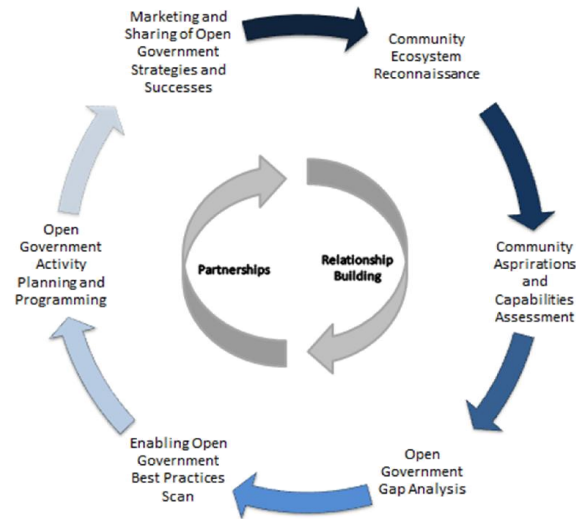 Marketing and
Sharing of Open
Government
Strategies and
Successes
Community
Ecosystem
Reconnaissance
Community
Asprirations
and
Capabilities
Assessment
Open
Government
Gap Analysis
Enabling Open
Government
Best Practices
Scan
Open
Government
Activity
Planning and
Programming
Partnerships
Relationship
Building